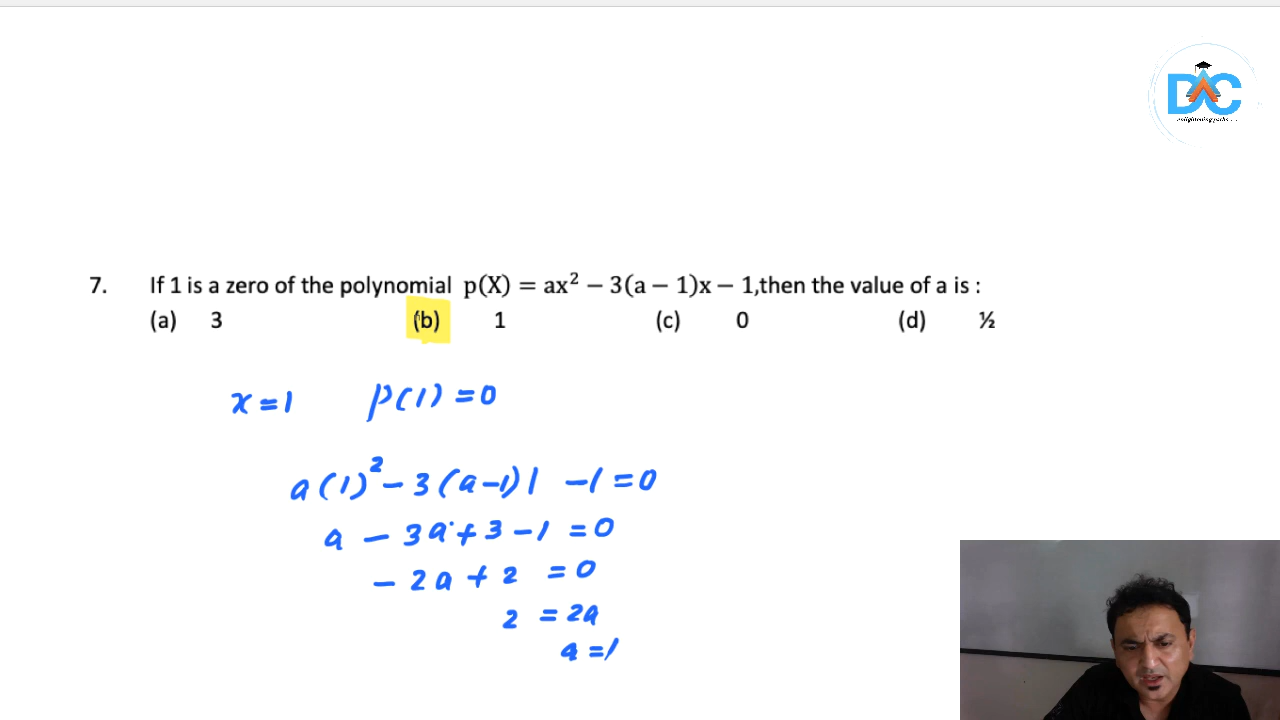 DAC
enlightening paths...
7. If 1 is a zero of the polynomial p(X) = ax² − 3(a − 1)x − 1,then the value of a is :
(a) 3 (b) 1 (c) 0 (d) ½
x = 1 p(1) = 0
a(1)² − 3(a−1)1 −1 = 0
a − 3a + 3 − 1 = 0
− 2a + 2 = 0
2 = 2a
a = 1